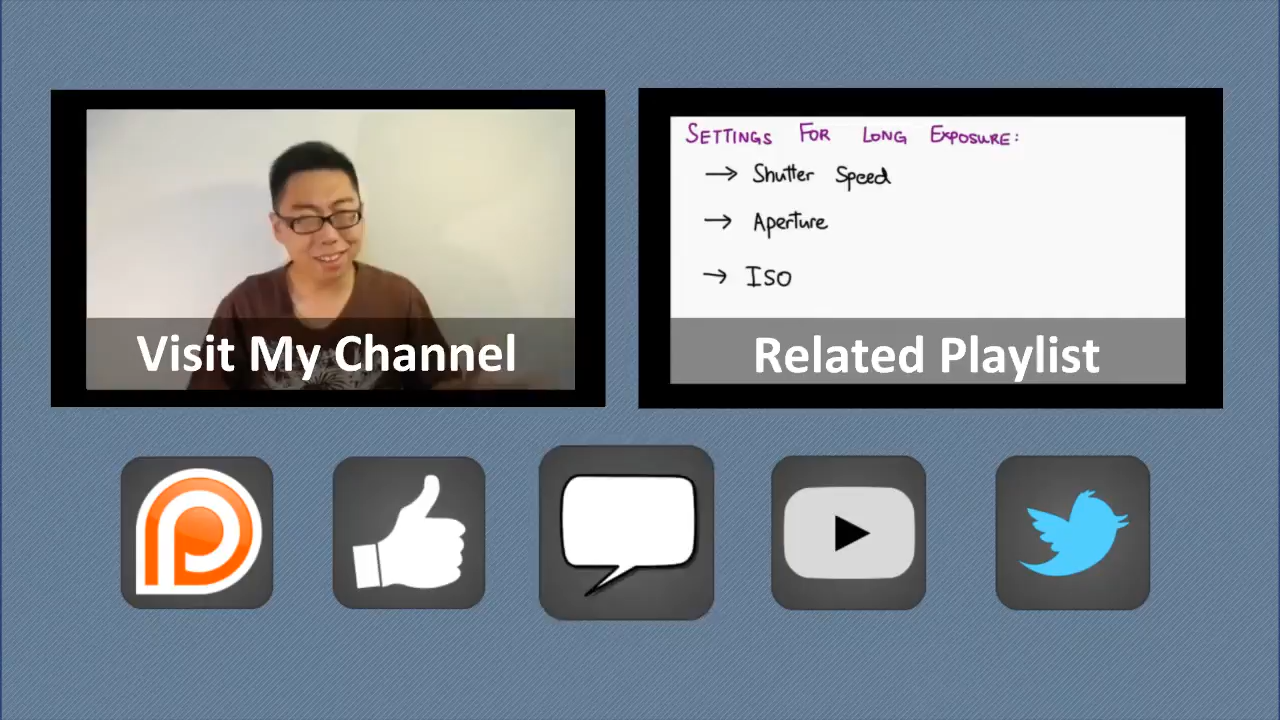 Visit My Channel
SETTINGS FOR LONG EXPOSURE:
→ Shutter Speed
→ Aperture
→ ISO
Related Playlist